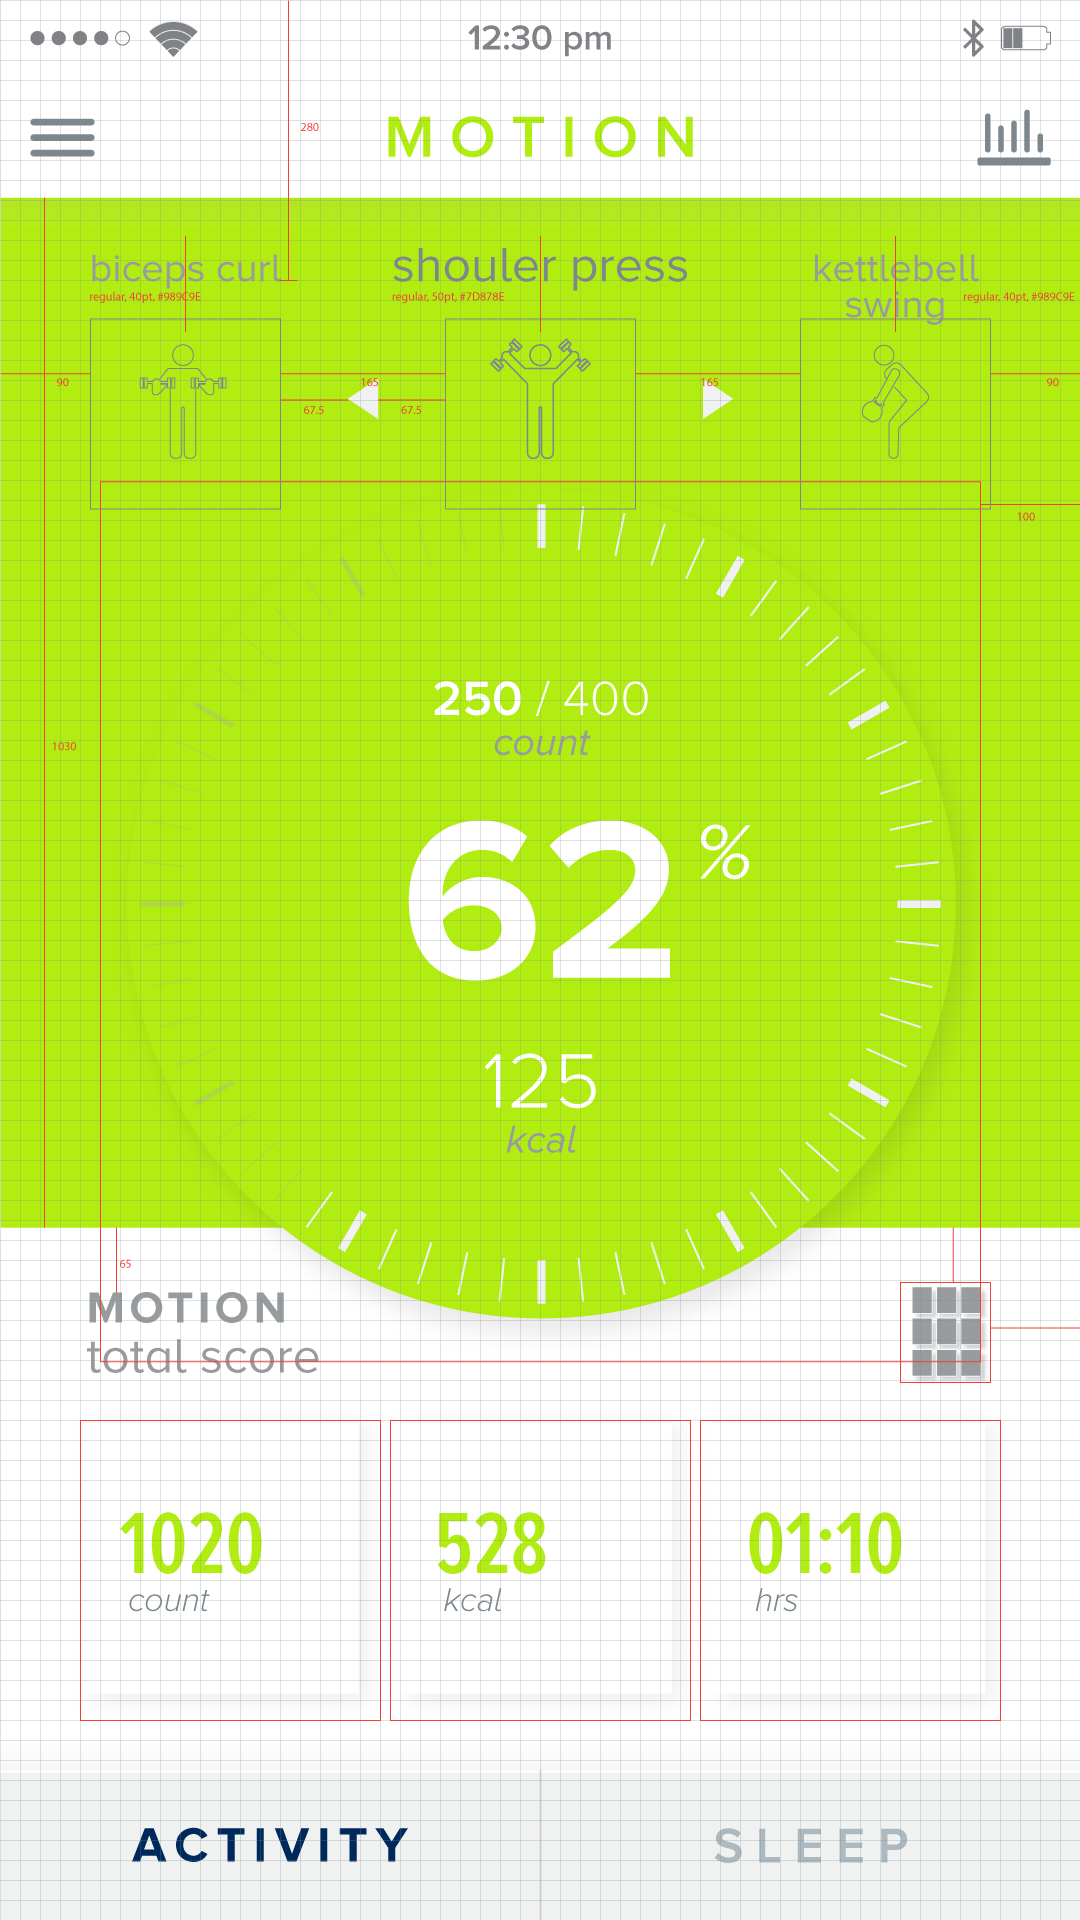 12:30 pm
280
MOTION
biceps curl
regular, 40pt, #989C9E
shouler press
regular, 50pt, #7D878E
kettlebell
swing
regular, 40pt, #989C9E
90
165
165
90
67.5
67.5
100
1030
250 / 400
count
62 %
125
kcal
65
MOTION
total score
1020
count
528
kcal
01:10
hrs
ACTIVITY
SLEEP